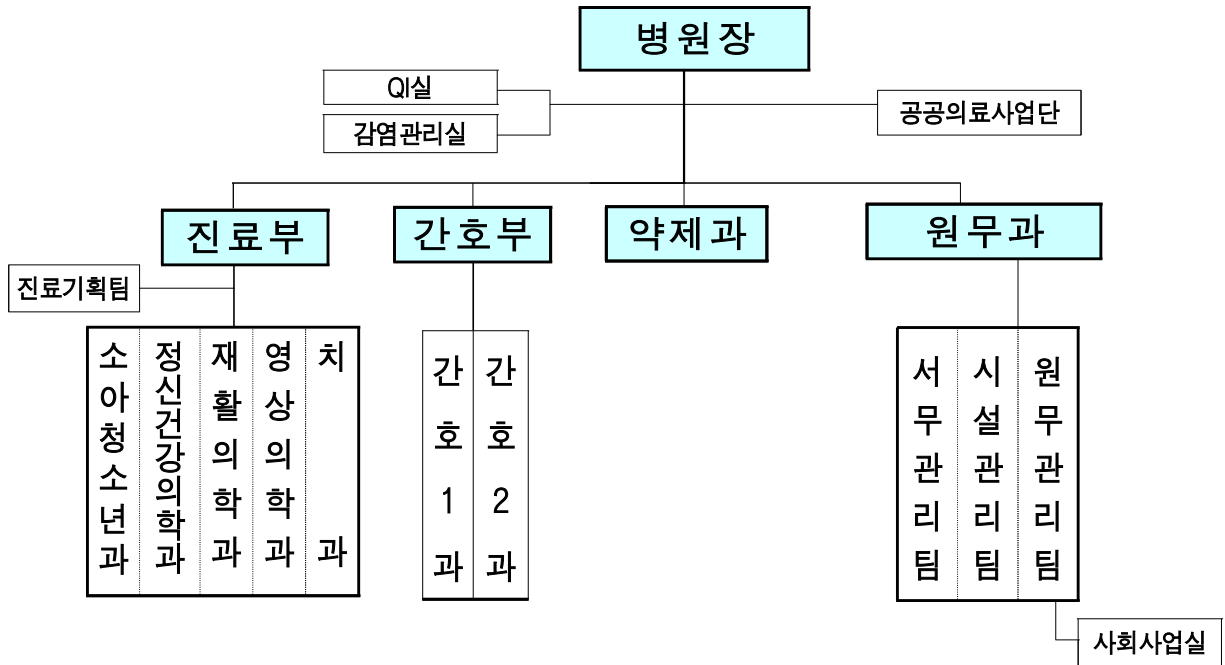 병원장
QI실
감염관리실
공공의료사업단
진료부
간호부
약제과
원무과
진료기획팀
소아청소년과
정신건강의학과
재활의학과
영상의학과
치과
간호1과
간호2과
서무관리팀
시설관리팀
원무관리팀
사회사업실